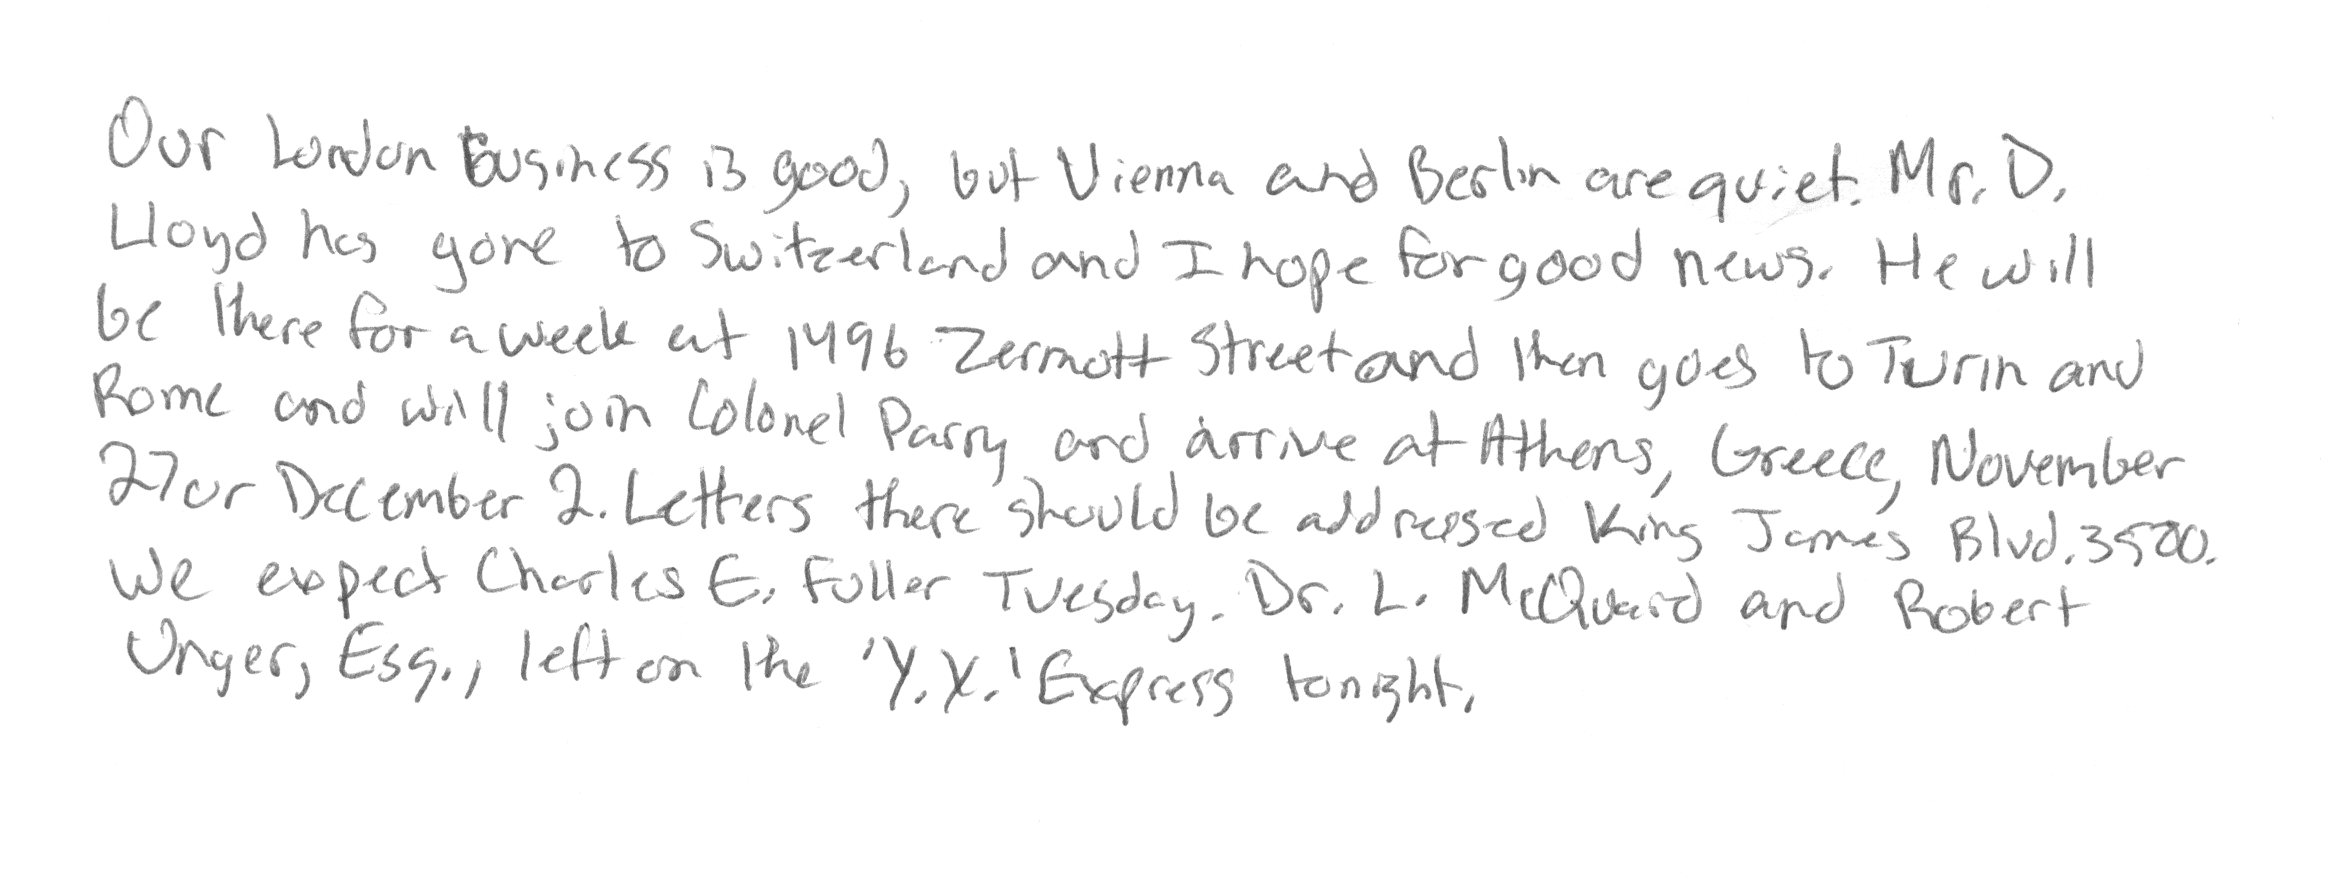 Our London business is good, but Vienna and Berlin are quiet. Mr. D.
Lloyd has gone to Switzerland and I hope for good news. He will
be there for a week at 1496 Zermott Street and then goes to Turin and
Rome and will join Colonel Parry and arrive at Athens, Greece, November
27 or December 2. Letters there should be addressed King James Blvd. 3580.
We expect Charles E. Fuller Tuesday. Dr. L. McQuaid and Robert
Unger, Esq., left on the 'Y.X.' Express tonight.